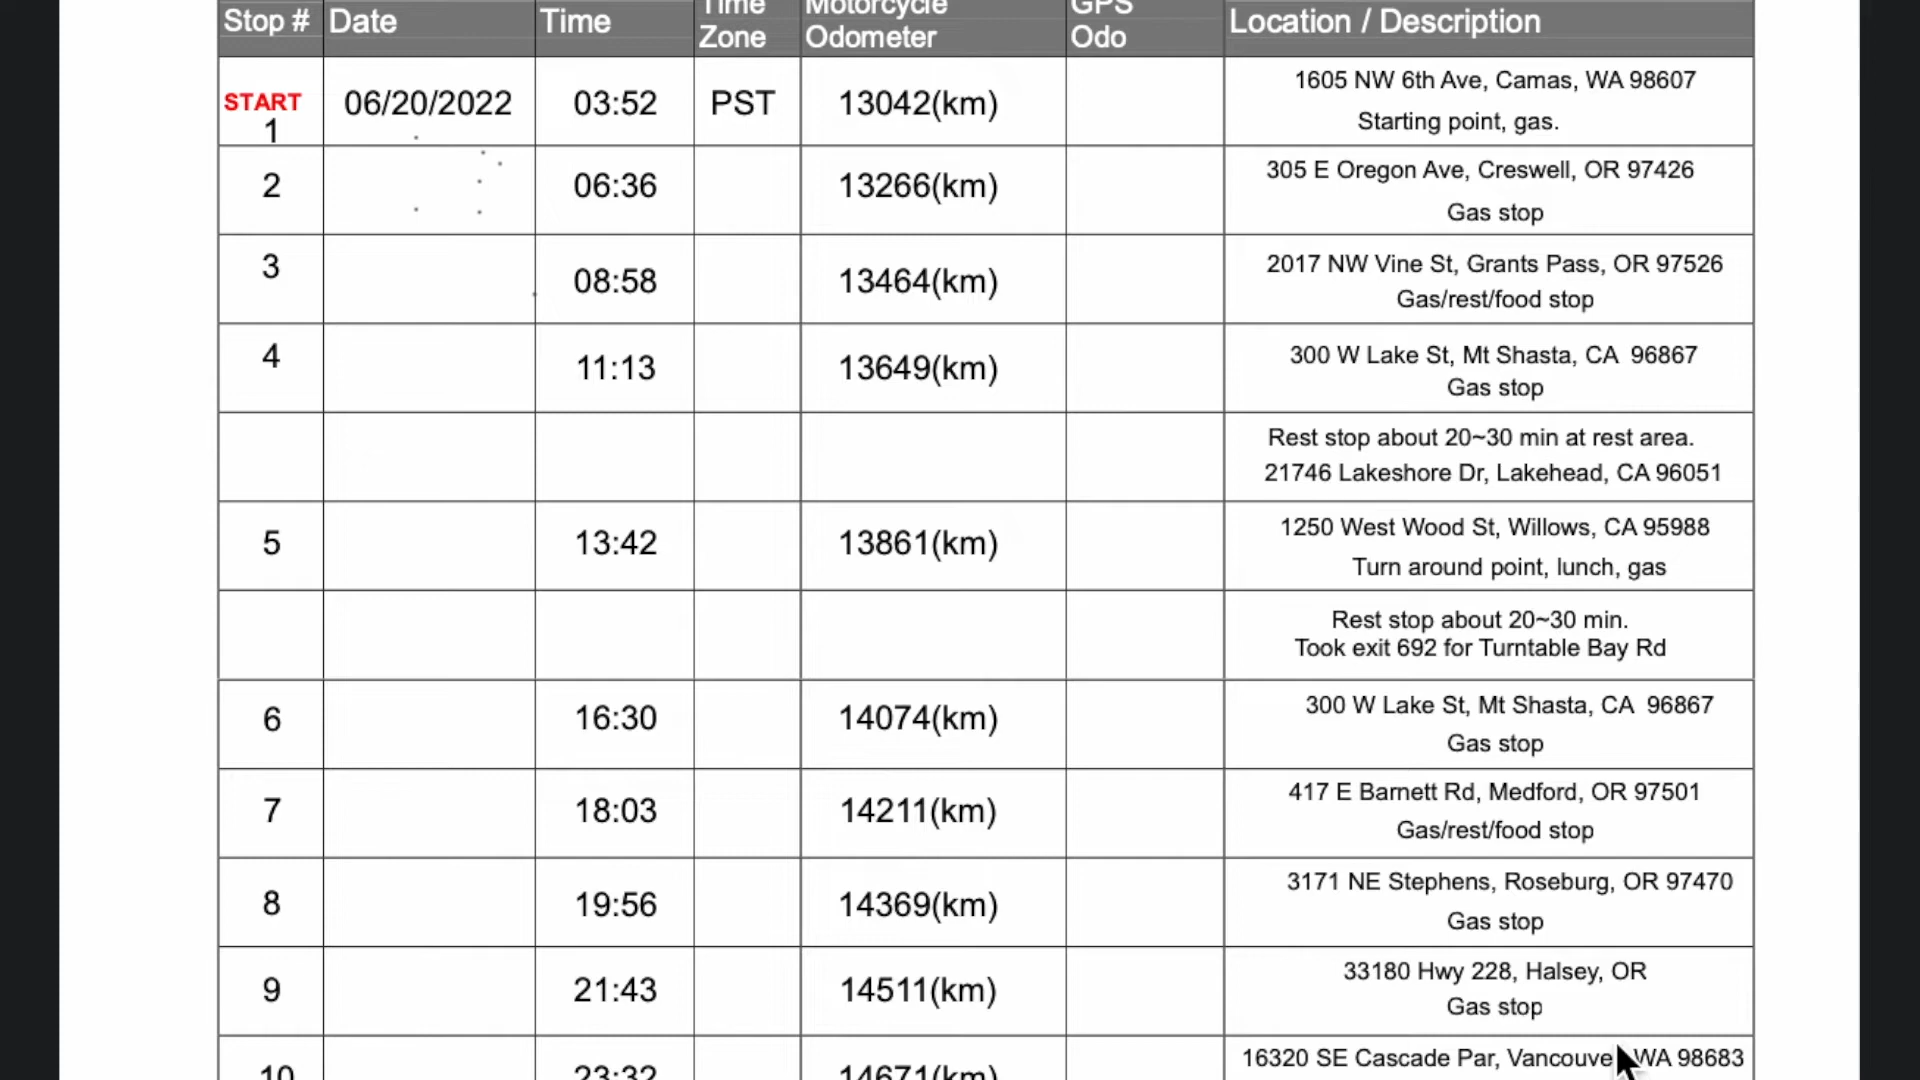 Stop # Date Time Time Zone Motorcycle Odometer GPS Odo Location / Description
START 1 06/20/2022 03:52 PST 13042(km) 1605 NW 6th Ave, Camas, WA 98607
Starting point, gas.
2 06:36 13266(km) 305 E Oregon Ave, Creswell, OR 97426
Gas stop
3 08:58 13464(km) 2017 NW Vine St, Grants Pass, OR 97526
Gas/rest/food stop
4 11:13 13649(km) 300 W Lake St, Mt Shasta, CA 96867
Gas stop
Rest stop about 20~30 min at rest area.
21746 Lakeshore Dr, Lakehead, CA 96051
5 13:42 13861(km) 1250 West Wood St, Willows, CA 95988
Turn around point, lunch, gas
Rest stop about 20~30 min.
Took exit 692 for Turntable Bay Rd
6 16:30 14074(km) 300 W Lake St, Mt Shasta, CA 96867
Gas stop
7 18:03 14211(km) 417 E Barnett Rd, Medford, OR 97501
Gas/rest/food stop
8 19:56 14369(km) 3171 NE Stephens, Roseburg, OR 97470
Gas stop
9 21:43 14511(km) 33180 Hwy 228, Halsey, OR
Gas stop
10 23:32 14671(km) 16320 SE Cascade Par, Vancouve WA 98683